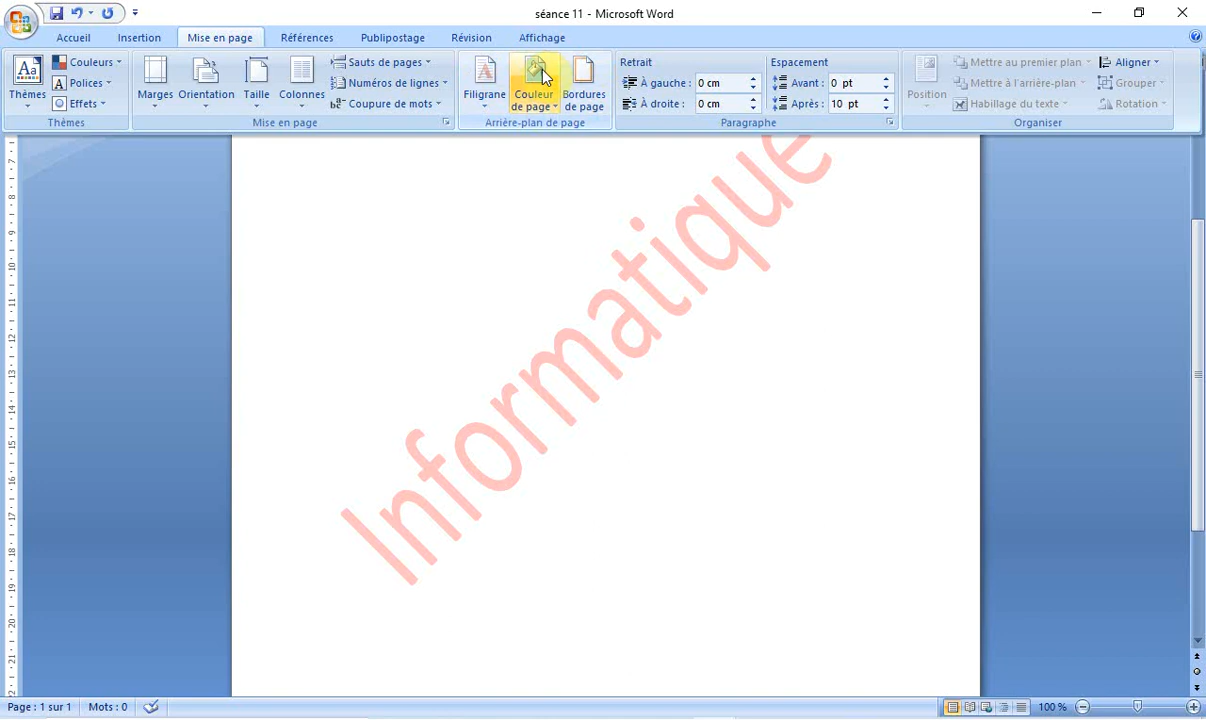 séance 11 - Microsoft Word
Accueil Insertion Mise en page Références Publipostage Révision Affichage
Thèmes
Couleurs
Polices
Effets
Thèmes
Marges
Orientation
Taille
Colonnes
Sauts de pages
Numéros de lignes
Coupure de mots
Mise en page
Filigrane
Couleur de page
Bordures de page
Arrière-plan de page
Retrait
À gauche : 0 cm
À droite : 0 cm
Espacement
Avant : 0 pt
Après : 10 pt
Paragraphe
Position
Mettre au premier plan
Mettre à l'arrière-plan
Habillage du texte
Aligner
Grouper
Rotation
Organiser
Informatique
Page : 1 sur 1 Mots : 0 100 %